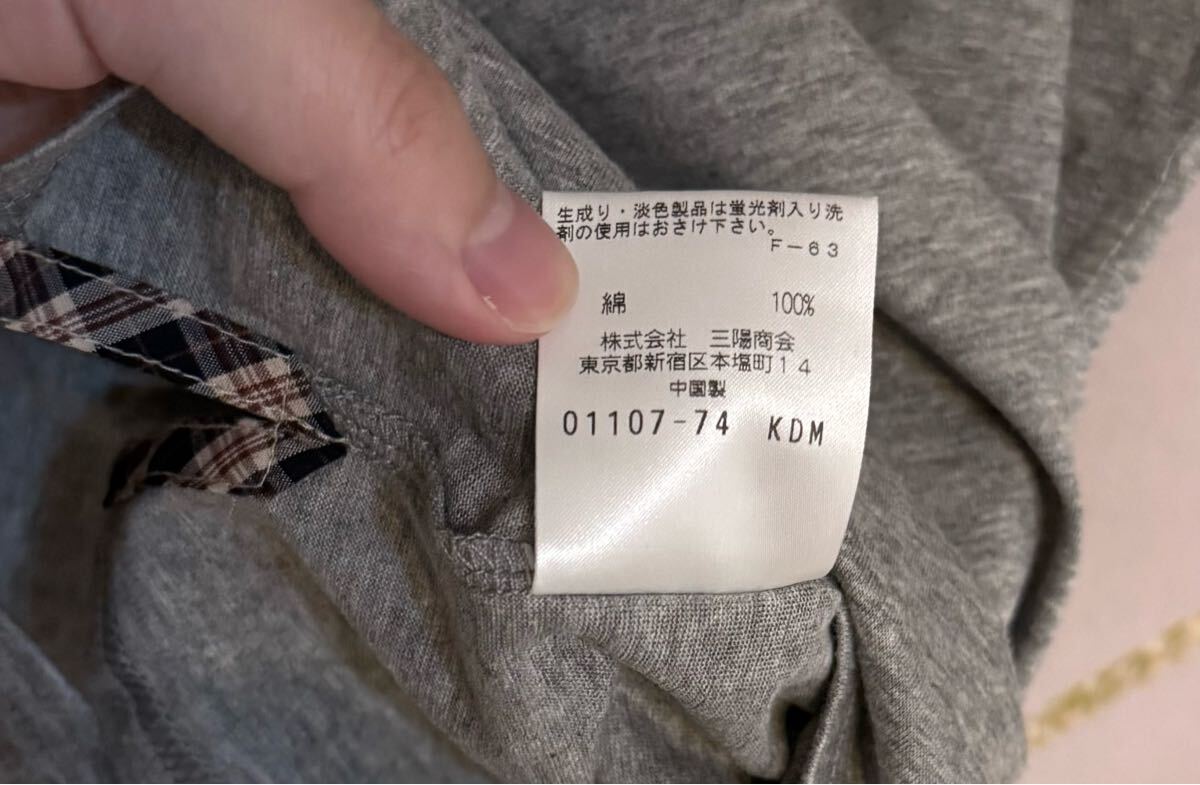 生成り・淡色製品は蛍光剤入り洗
剤の使用はおさけ下さい。
F－63
綿 100%
株式会社 三陽商会
東京都新宿区本塩町14
中国製
01107-74 KDM